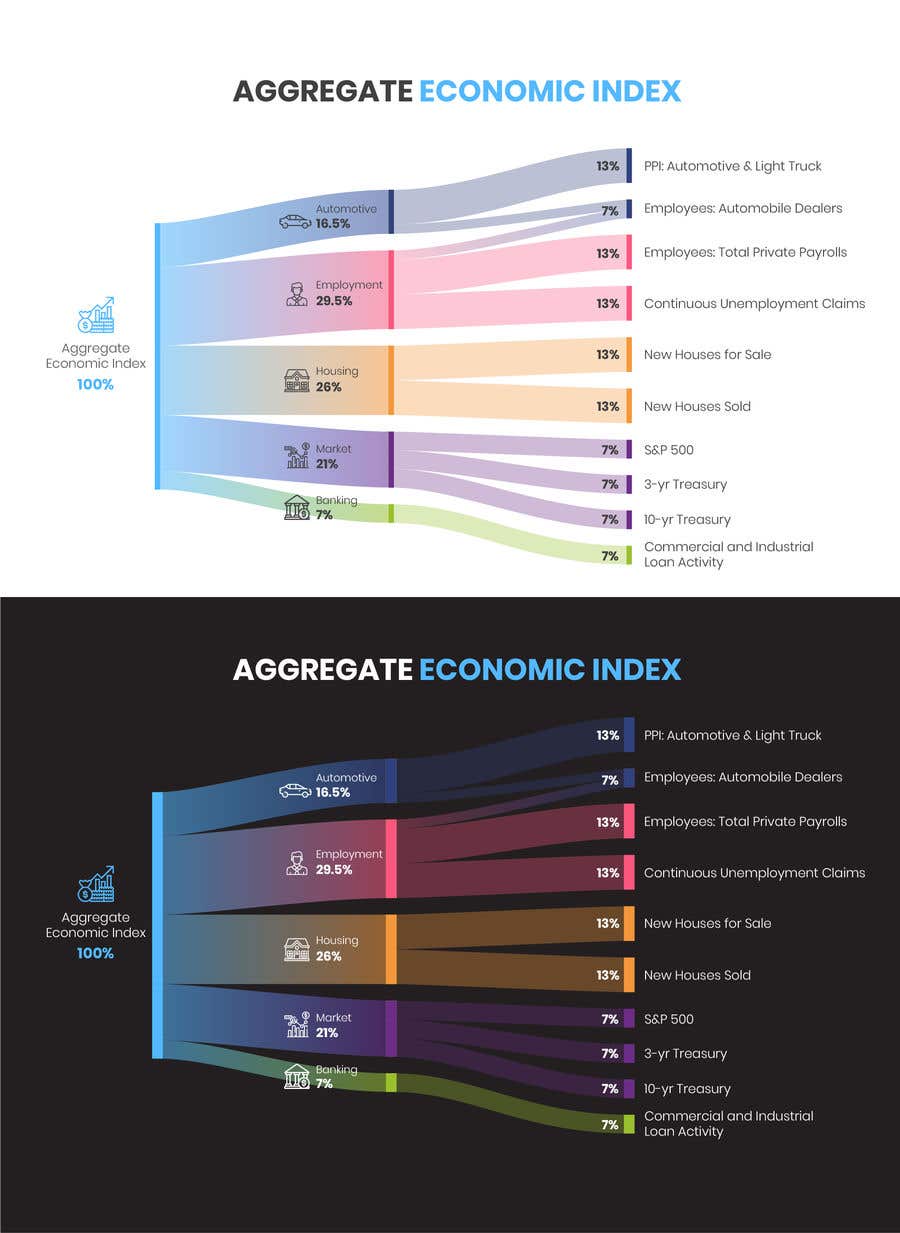 AGGREGATE ECONOMIC INDEX
Aggregate
Economic Index
100%
Automotive
16.5%
Employment
29.5%
Housing
26%
Market
21%
Banking
7%
13% PPI: Automotive & Light Truck
7% Employees: Automobile Dealers
13% Employees: Total Private Payrolls
13% Continuous Unemployment Claims
13% New Houses for Sale
13% New Houses Sold
7% S&P 500
7% 3-yr Treasury
7% 10-yr Treasury
7% Commercial and Industrial
Loan Activity
AGGREGATE ECONOMIC INDEX
Aggregate
Economic Index
100%
Automotive
16.5%
Employment
29.5%
Housing
26%
Market
21%
Banking
7%
13% PPI: Automotive & Light Truck
7% Employees: Automobile Dealers
13% Employees: Total Private Payrolls
13% Continuous Unemployment Claims
13% New Houses for Sale
13% New Houses Sold
7% S&P 500
7% 3-yr Treasury
7% 10-yr Treasury
7% Commercial and Industrial
Loan Activity